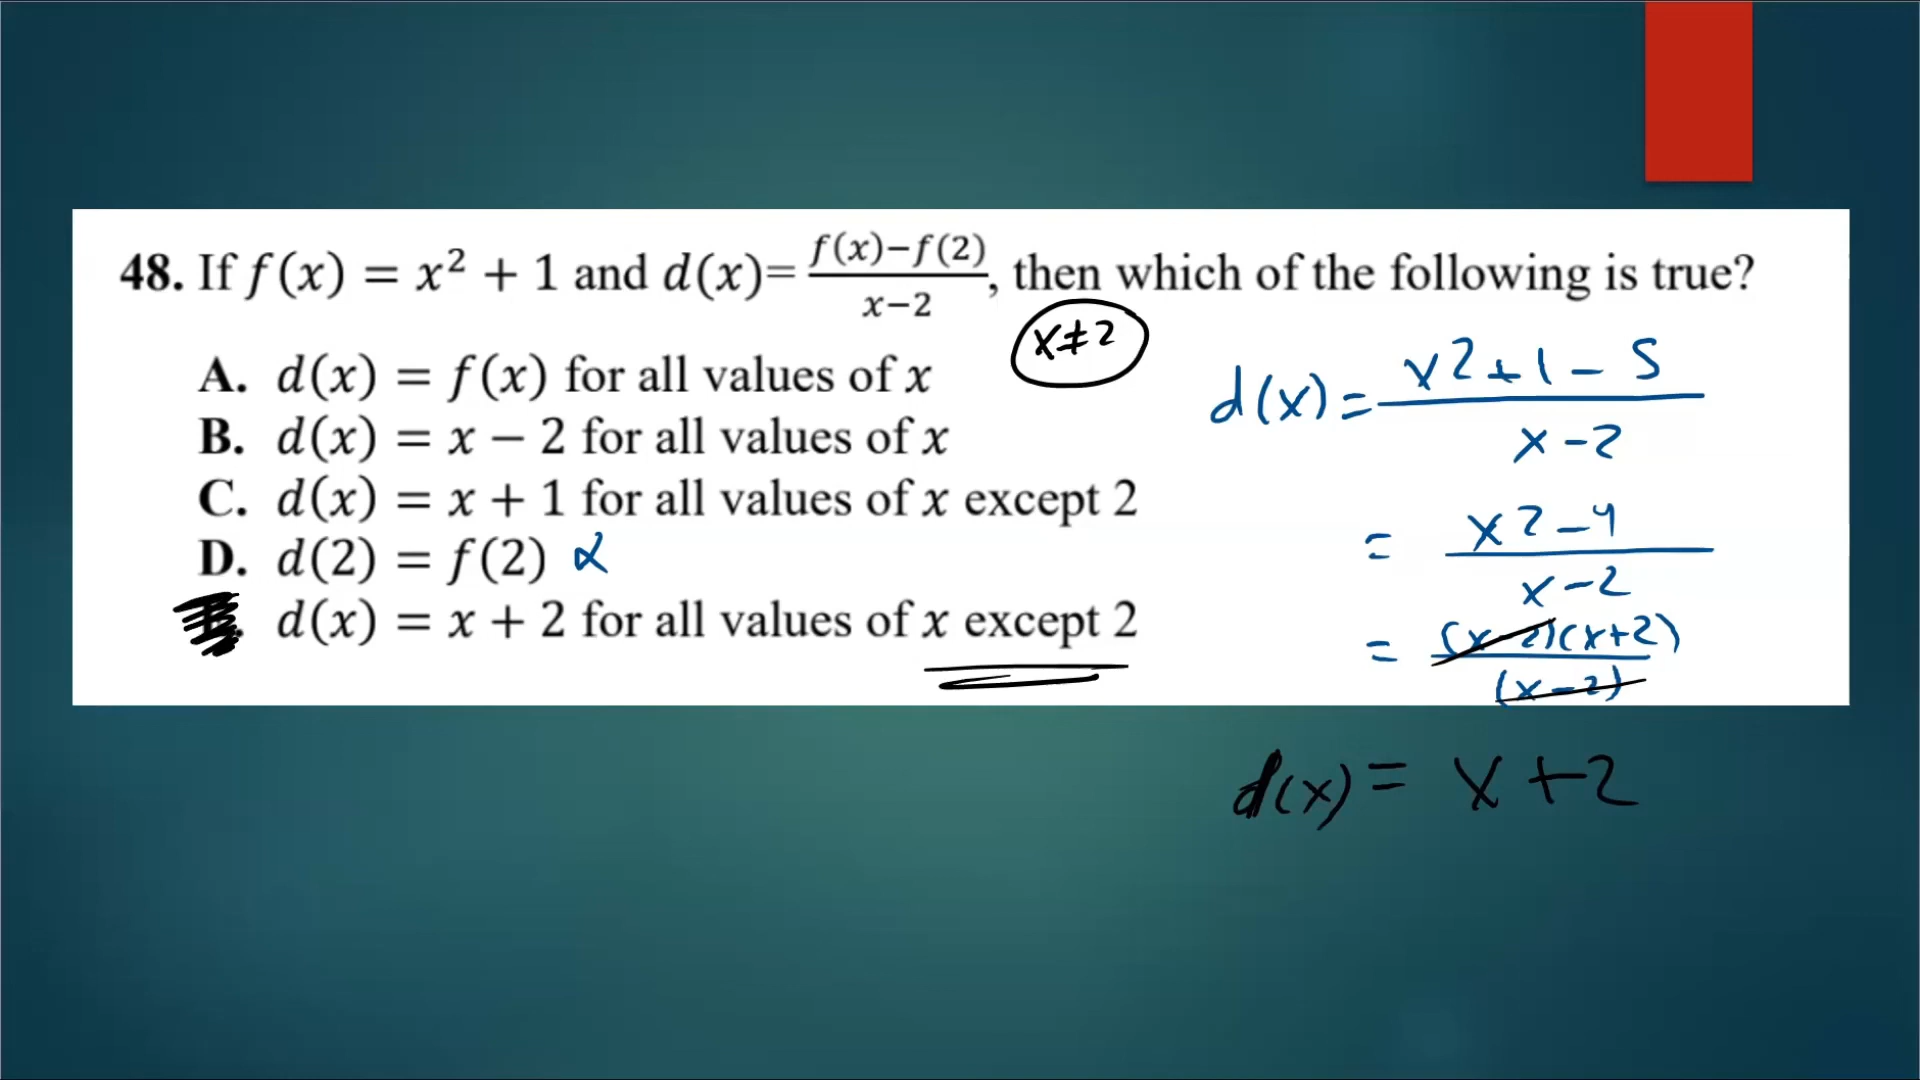 48. If f(x) = x² + 1 and d(x)= (f(x)−f(2))/(x−2), then which of the following is true?
x≠2
A. d(x) = f(x) for all values of x
B. d(x) = x − 2 for all values of x
C. d(x) = x + 1 for all values of x except 2
D. d(2) = f(2)
d(x) = x + 2 for all values of x except 2
d(x) = (x2+1−5)/(x−2)
= (x2−4)/(x−2)
= (x−2)(x+2)/(x−2)
d(x) = x+2